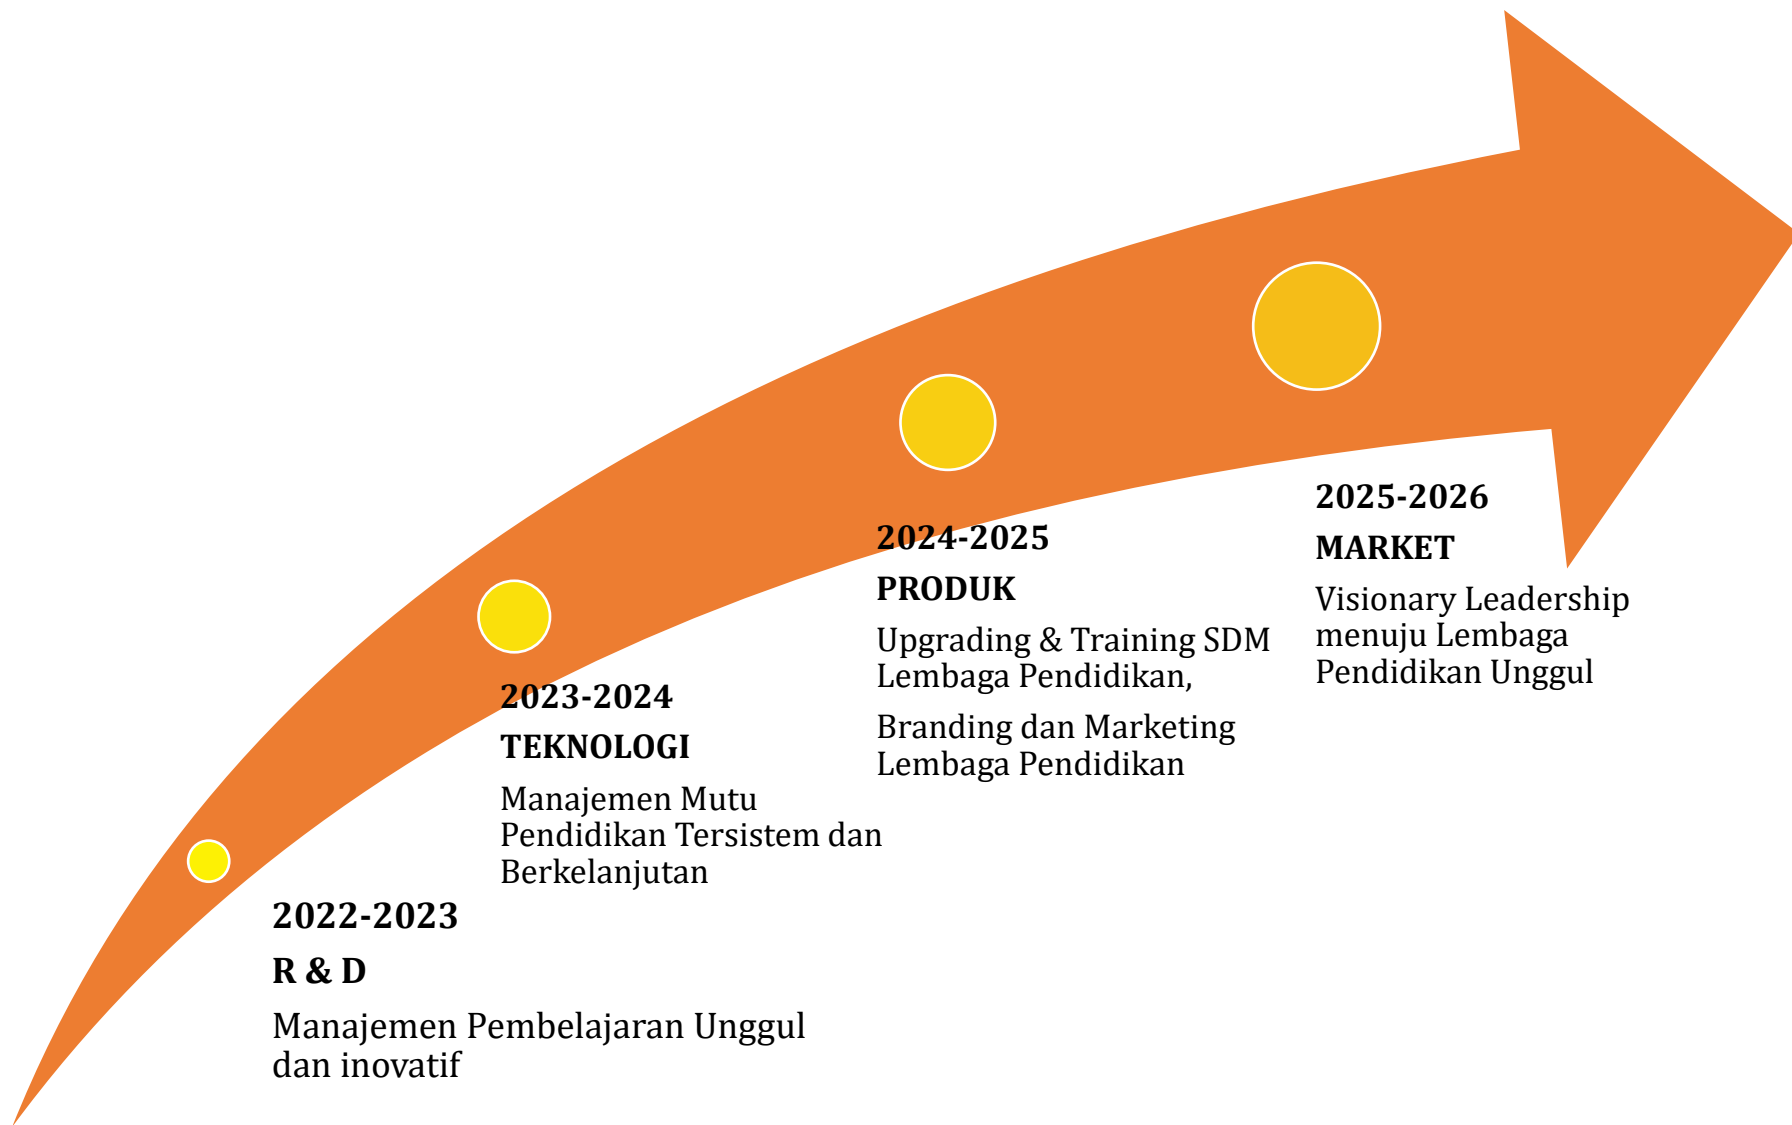 2022-2023
R & D
Manajemen Pembelajaran Unggul
dan inovatif
2023-2024
TEKNOLOGI
Manajemen Mutu
Pendidikan Tersistem dan
Berkelanjutan
2024-2025
PRODUK
Upgrading & Training SDM
Lembaga Pendidikan,
Branding dan Marketing
Lembaga Pendidikan
2025-2026
MARKET
Visionary Leadership
menuju Lembaga
Pendidikan Unggul